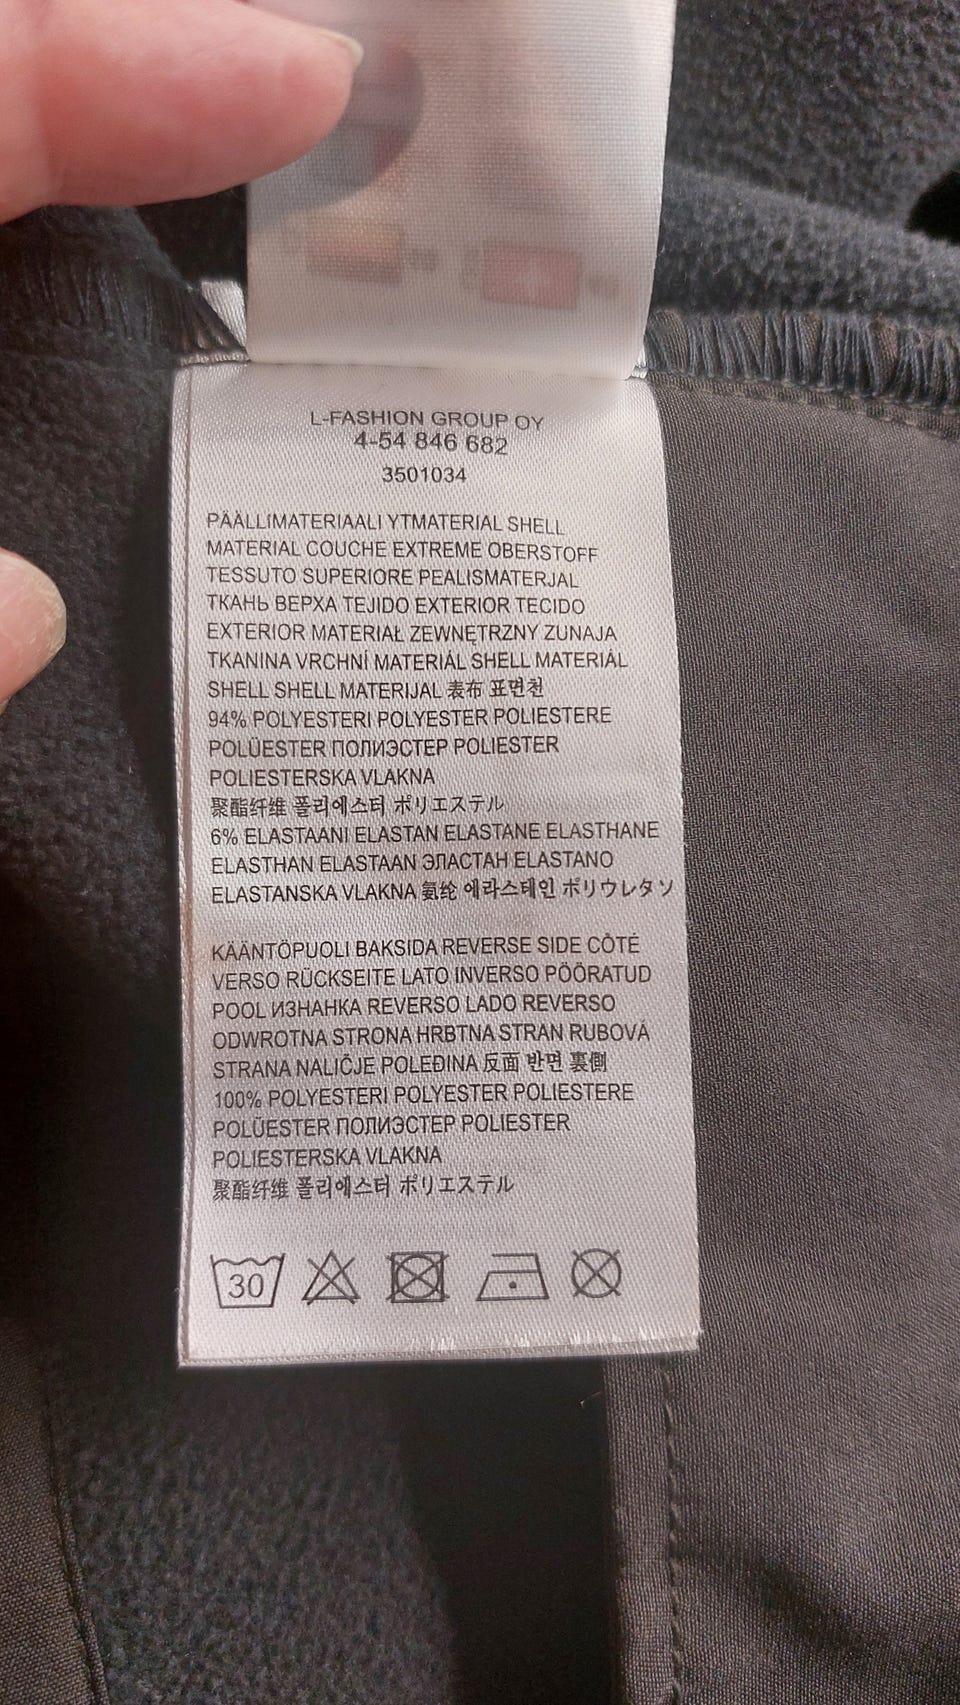 L-FASHION GROUP OY
4-54 846 682
3501034
PÄÄLLIMATERIAALI YTMATERIAL SHELL
MATERIAL COUCHE EXTREME OBERSTOFF
TESSUTO SUPERIORE PEALISMATERJAL
ТКАНЬ ВЕРХА TEJIDO EXTERIOR TECIDO
EXTERIOR MATERIAŁ ZEWNĘTRZNY ZUNAJA
TKANINA VRCHNÍ MATERIÁL SHELL MATERIÁL
SHELL SHELL MATERIJAL 表布 표면천
94% POLYESTERI POLYESTER POLIESTERE
POLÜESTER ПОЛИЭСТЕР POLIESTER
POLIESTERSKA VLAKNA
聚酯纤维 폴리에스터 ポリエステル
6% ELASTAANI ELASTAN ELASTANE ELASTHANE
ELASTHAN ELASTAAN ЭЛАСТАН ELASTANO
ELASTANSKA VLAKNA 氨纶 에라스테인 ポリウレタン
KÄÄNTÖPUOLI BAKSIDA REVERSE SIDE CÔTÉ
VERSO RÜCKSEITE LATO INVERSO PÖÖRATUD
POOL ИЗНАНКА REVERSO LADO REVERSO
ODWROTNA STRONA HRBTNA STRAN RUBOVÁ
STRANA NALIČJE POLEĐINA 反面 반면 裏側
100% POLYESTERI POLYESTER POLIESTERE
POLÜESTER ПОЛИЭСТЕР POLIESTER
POLIESTERSKA VLAKNA
聚酯纤维 폴리에스터 ポリエステル
30